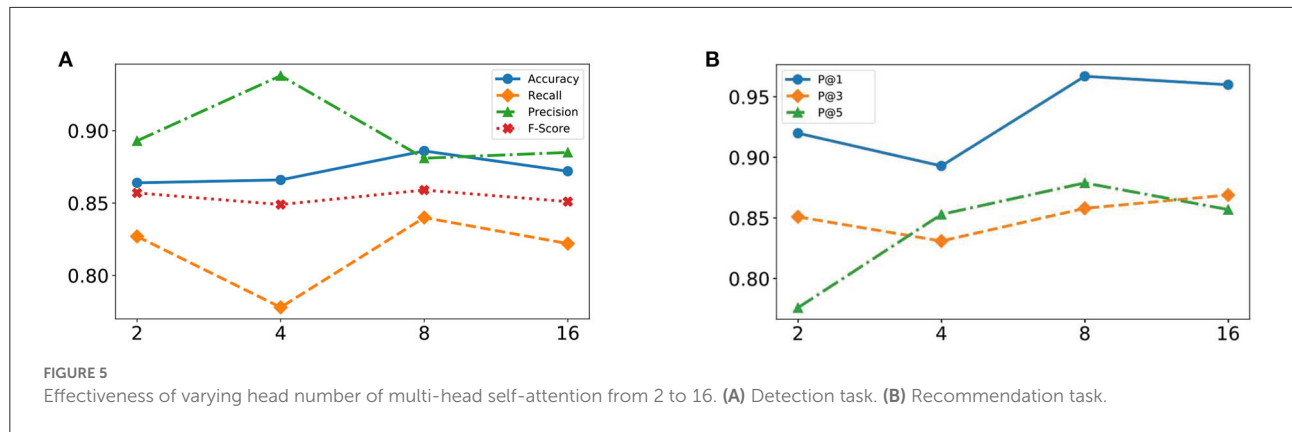 A
Accuracy
Recall
Precision
F-Score
0.90
0.85
0.80
2 4 8 16
B
P@1
P@3
P@5
0.95
0.90
0.85
0.80
2 4 8 16
FIGURE 5
Effectiveness of varying head number of multi-head self-attention from 2 to 16. (A) Detection task. (B) Recommendation task.